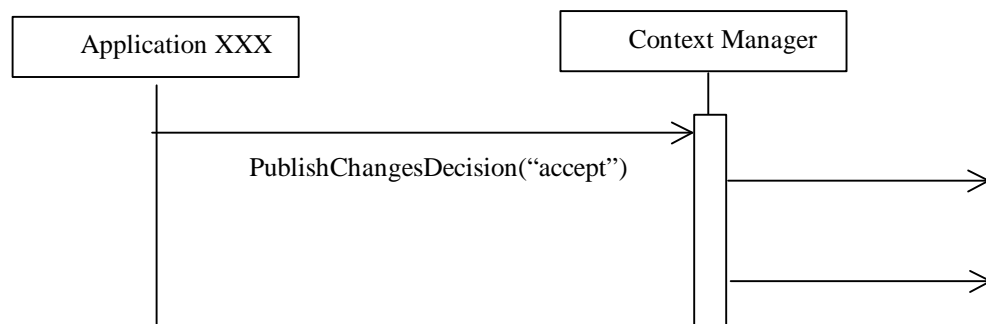 Application XXX
Context Manager
PublishChangesDecision(“accept”)